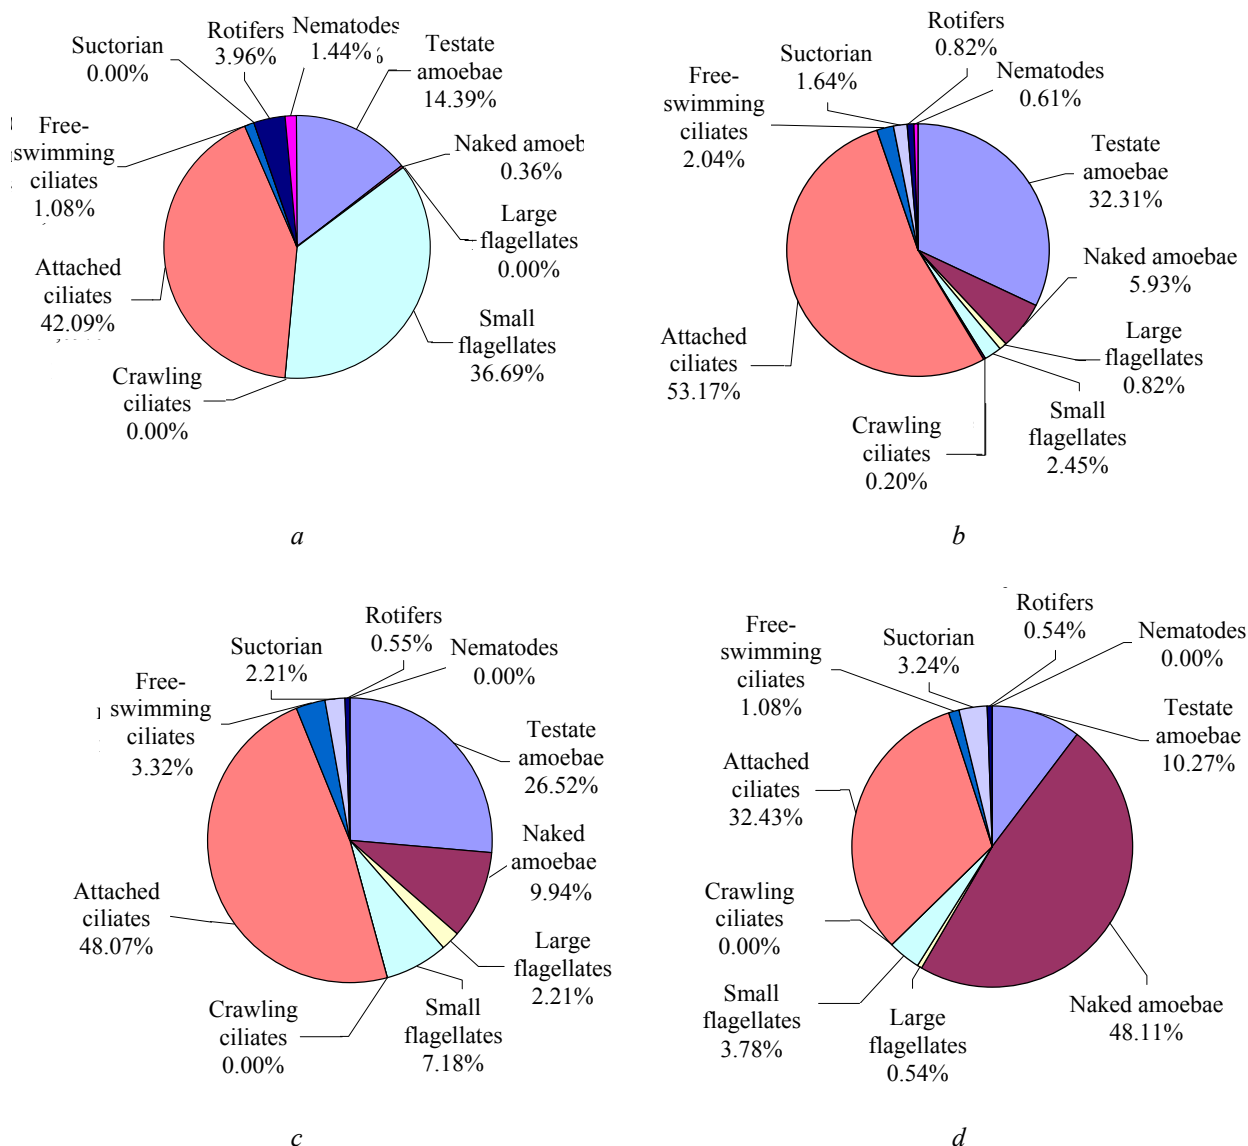 Suctorian
0.00%
Rotifers
3.96%
Nematodes
1.44%
Testate
amoebae
14.39%
Naked amoeb
0.36%
Large
flagellates
0.00%
Small
flagellates
36.69%
Crawling
ciliates
0.00%
Attached
ciliates
42.09%
Free-
swimming
ciliates
1.08%
a
Rotifers
0.82%
Nematodes
0.61%
Suctorian
1.64%
Free-
swimming
ciliates
2.04%
Testate
amoebae
32.31%
Naked amoebae
5.93%
Large
flagellates
0.82%
Small
flagellates
2.45%
Crawling
ciliates
0.20%
Attached
ciliates
53.17%
b
Rotifers
0.55%
Nematodes
0.00%
Suctorian
2.21%
Free-
swimming
ciliates
3.32%
Testate
amoebae
26.52%
Naked
amoebae
9.94%
Large
flagellates
2.21%
Small
flagellates
7.18%
Crawling
ciliates
0.00%
Attached
ciliates
48.07%
c
Rotifers
0.54%
Nematodes
0.00%
Suctorian
3.24%
Free-
swimming
ciliates
1.08%
Testate
amoebae
10.27%
Attached
ciliates
32.43%
Crawling
ciliates
0.00%
Small
flagellates
3.78%
Large
flagellates
0.54%
Naked amoebae
48.11%
d